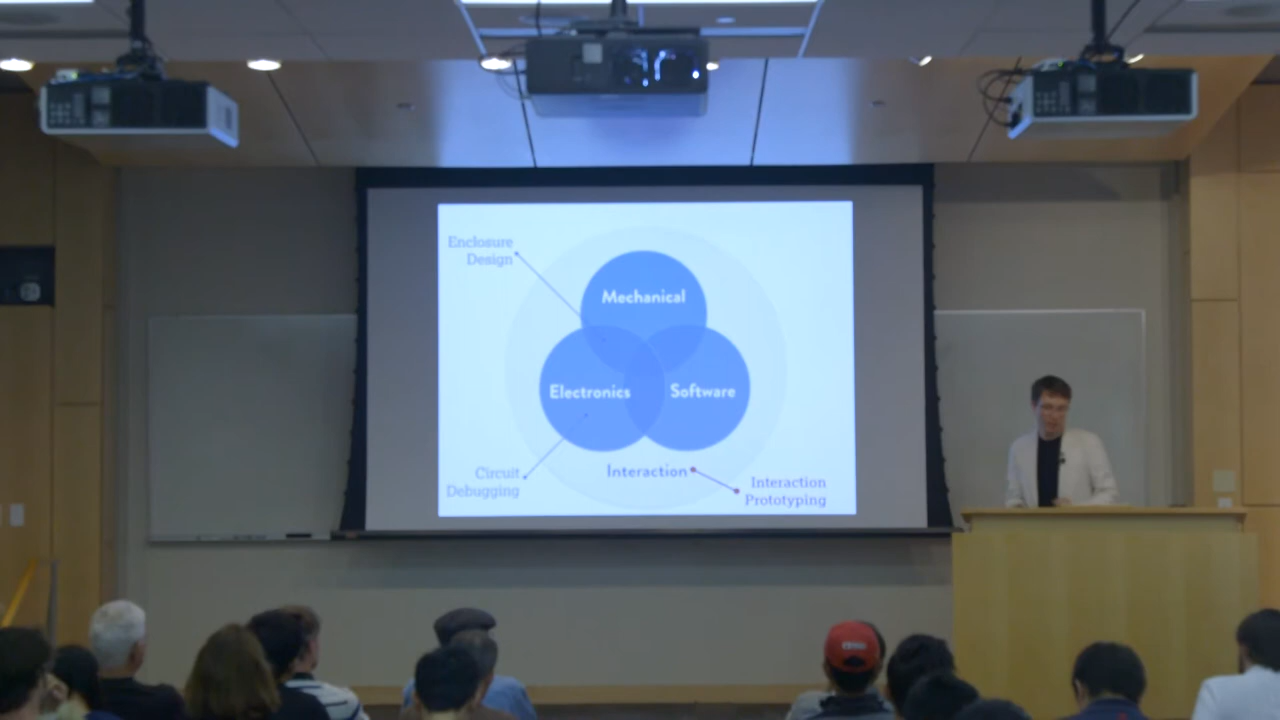 Enclosure
Design
Mechanical
Electronics
Software
Circuit
Debugging
Interaction
Interaction
Prototyping